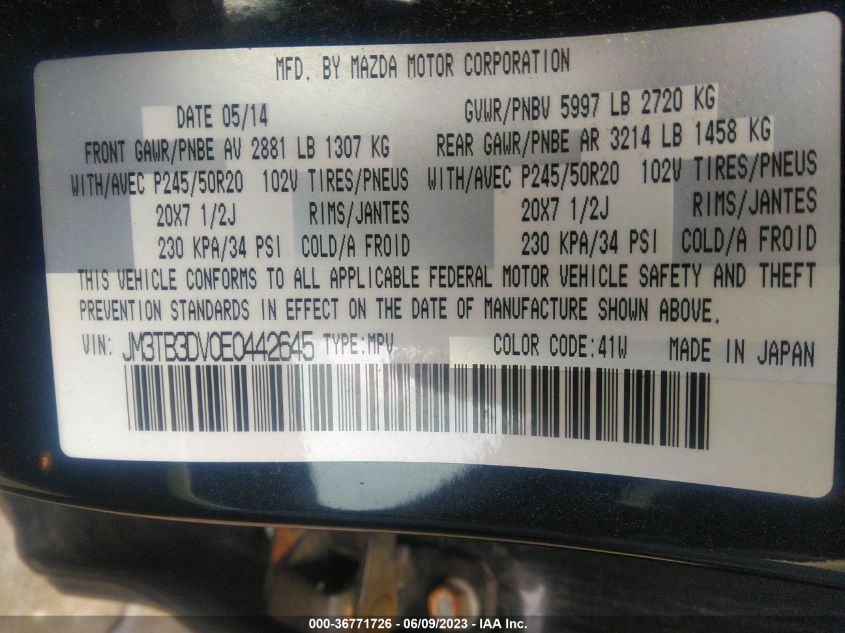 MFD. BY MAZDA MOTOR CORPORATION
DATE 05/14 GVWR/PNBV 5997 LB 2720 KG
FRONT GAWR/PNBE AV 2881 LB 1307 KG REAR GAWR/PNBE AR 3214 LB 1458 KG
WITH/AVEC P245/50R20 102V TIRES/PNEUS WITH/AVEC P245/50R20 102V TIRES/PNEUS
20X7 1/2J RIMS/JANTES 20X7 1/2J RIMS/JANTES
230 KPA/34 PSI COLD/A FROID 230 KPA/34 PSI COLD/A FROID
THIS VEHICLE CONFORMS TO ALL APPLICABLE FEDERAL MOTOR VEHICLE SAFETY AND THEFT
PREVENTION STANDARDS IN EFFECT ON THE DATE OF MANUFACTURE SHOWN ABOVE.
VIN: JM3TB3DV0E0442645 TYPE:MPV COLOR CODE:41W MADE IN JAPAN
000-36771726 - 06/09/2023 - IAA Inc.